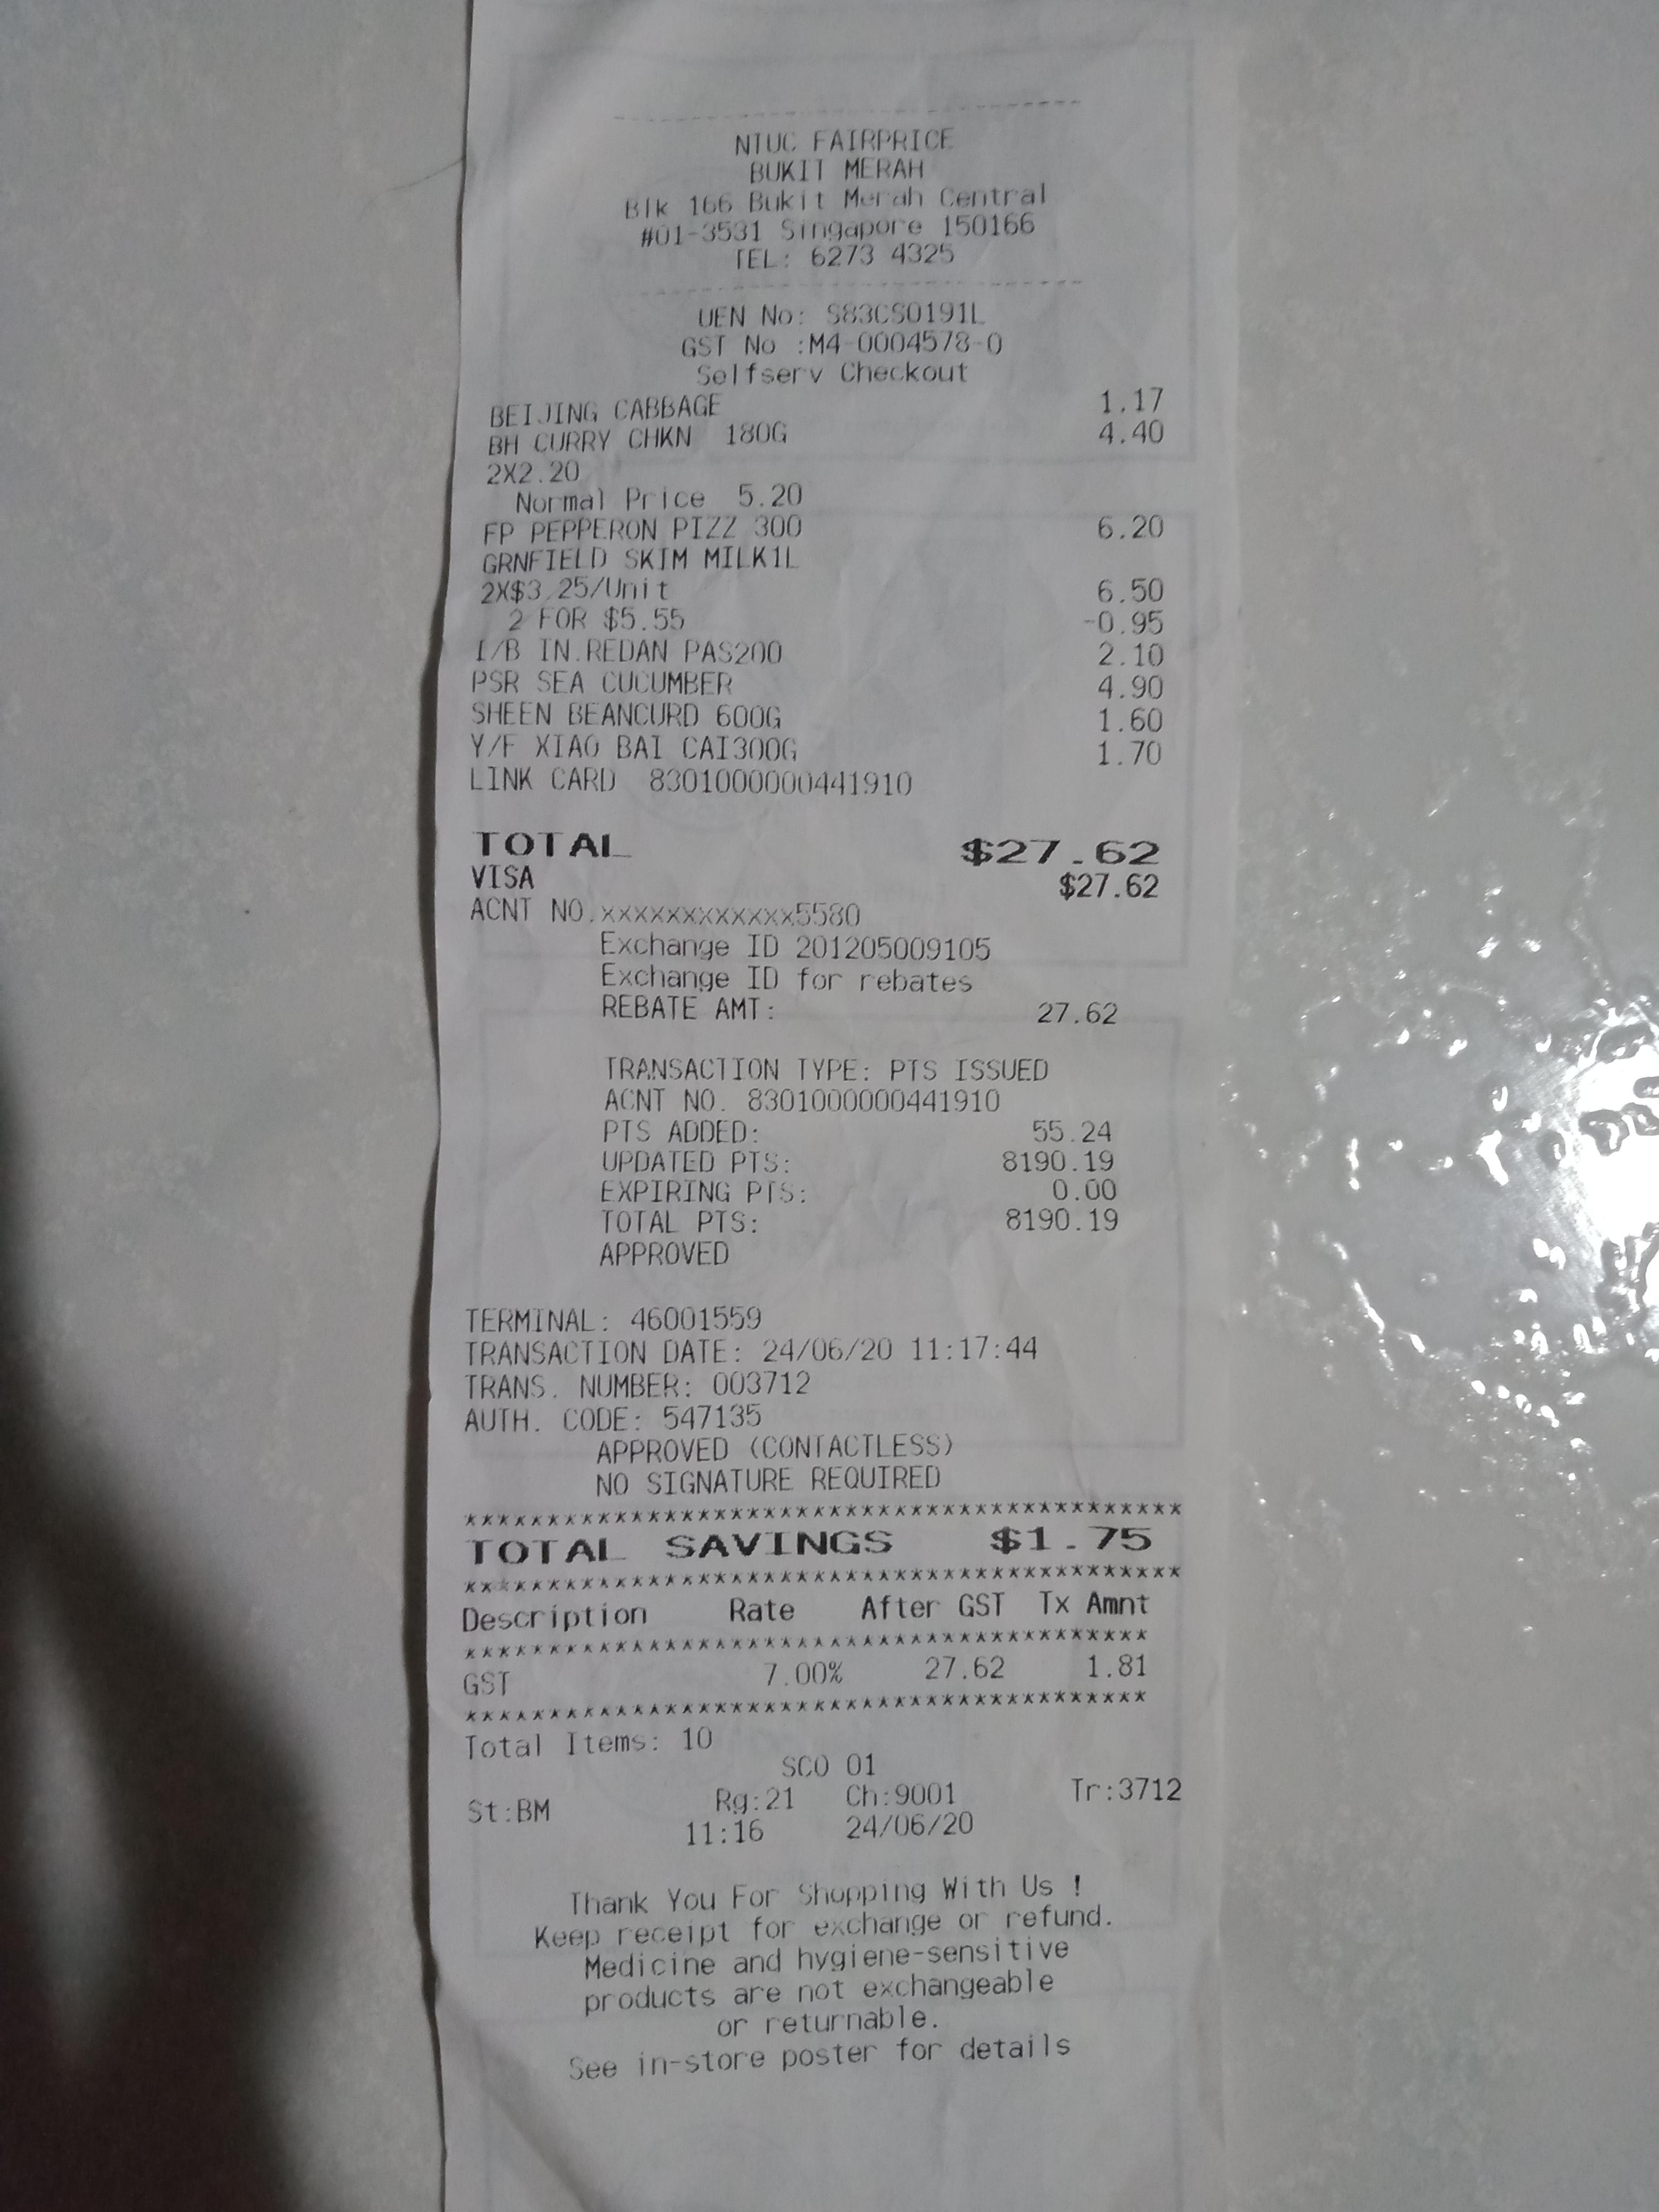 NTUC FAIRPRICE
BUKIT MERAH
Blk 166 Bukit Merah Central
#01-3531 Singapore 150166
TEL: 6273 4325
UEN No: S83CS0191L
GST No :M4-0004578-0
Selfserv Checkout
BEIJING CABBAGE 1.17
BH CURRY CHKN 180G 4.40
2X2.20
Normal Price 5.20
FP PEPPERON PIZZ 300 6.20
GRNFIELD SKIM MILK1L
2X$3.25/Unit 6.50
2 FOR $5.55 -0.95
I/B IN.REDAN PAS200 2.10
PSR SEA CUCUMBER 4.90
SHEEN BEANCURD 600G 1.60
Y/F XIAO BAI CAI300G 1.70
LINK CARD 8301000000441910
TOTAL $27.62
VISA $27.62
ACNT NO.xxxxxxxxxxxx5580
Exchange ID 201205009105
Exchange ID for rebates
REBATE AMT: 27.62
TRANSACTION TYPE: PTS ISSUED
ACNT NO. 8301000000441910
PTS ADDED: 55.24
UPDATED PTS: 8190.19
EXPIRING PTS: 0.00
TOTAL PTS: 8190.19
APPROVED
TERMINAL: 46001559
TRANSACTION DATE: 24/06/20 11:17:44
TRANS. NUMBER: 003712
AUTH. CODE: 547135
APPROVED (CONTACTLESS)
NO SIGNATURE REQUIRED
*******************************************
TOTAL SAVINGS $1.75
*******************************************
Description Rate After GST Tx Amnt
*****************************************
GST 7.00% 27.62 1.81
*****************************************
Total Items: 10
SCO 01
St:BM Rg:21 Ch:9001 Tr:3712
11:16 24/06/20
Thank You For Shopping With Us !
Keep receipt for exchange or refund.
Medicine and hygiene-sensitive
products are not exchangeable
or returnable.
See in-store poster for details